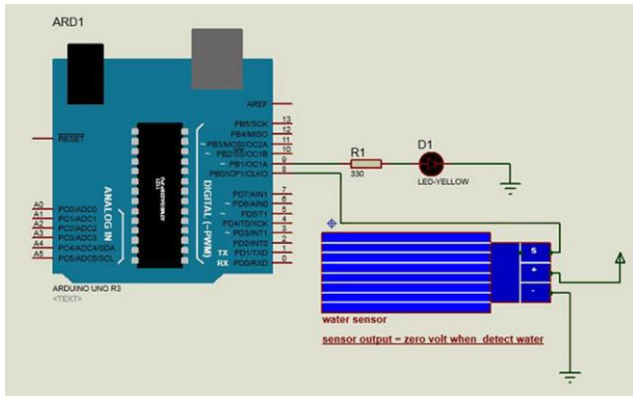 ARD1
AREF
RESET
PB5/SCK 13
PB4/MISO 12
~ PB3/MOSI/OC2A 11
~ PB2/SS/OC1B 10
~ PB1/OC1A 9
PB0/ICP1/CLKO 8
PD7/AIN1 7
~ PD6/AIN0 6
~ PD5/T1 5
PD4/T0/XCK 4
~ PD3/INT1 3
PD2/INT0 2
TX PD1/TXD 1
RX PD0/RXD 0
DIGITAL (~PWM)
ANALOG IN
A0 PC0/ADC0
A1 PC1/ADC1
A2 PC2/ADC2
A3 PC3/ADC3
A4 PC4/ADC4/SDA
A5 PC5/ADC5/SCL
ARDUINO UNO R3
<TEXT>
R1
330
D1
LED-YELLOW
S
+
-
water sensor
sensor output = zero volt when detect water